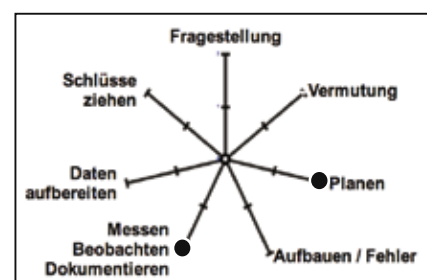 Fragestellung
Schlüsse
ziehen
Vermutung
Daten
aufbereiten
Planen
Messen
Beobachten
Dokumentieren
Aufbauen / Fehler